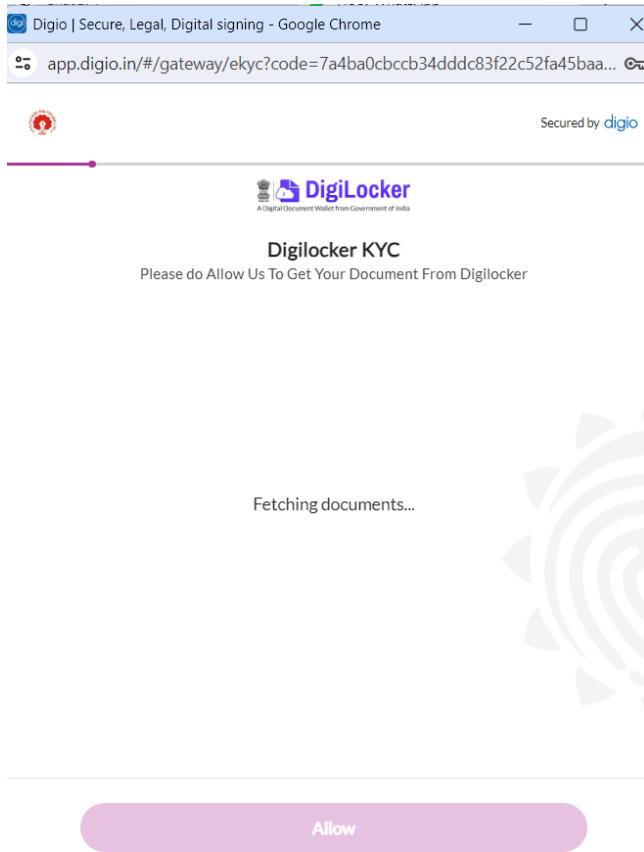 Digio | Secure, Legal, Digital signing - Google Chrome
app.digio.in/#/gateway/ekyc?code=7a4ba0cbccb34dddc83f22c52fa45baa...
Secured by digio
DigiLocker
A Digital Document Wallet from Government of India
Digilocker KYC
Please do Allow Us To Get Your Document From Digilocker
Fetching documents...
Allow